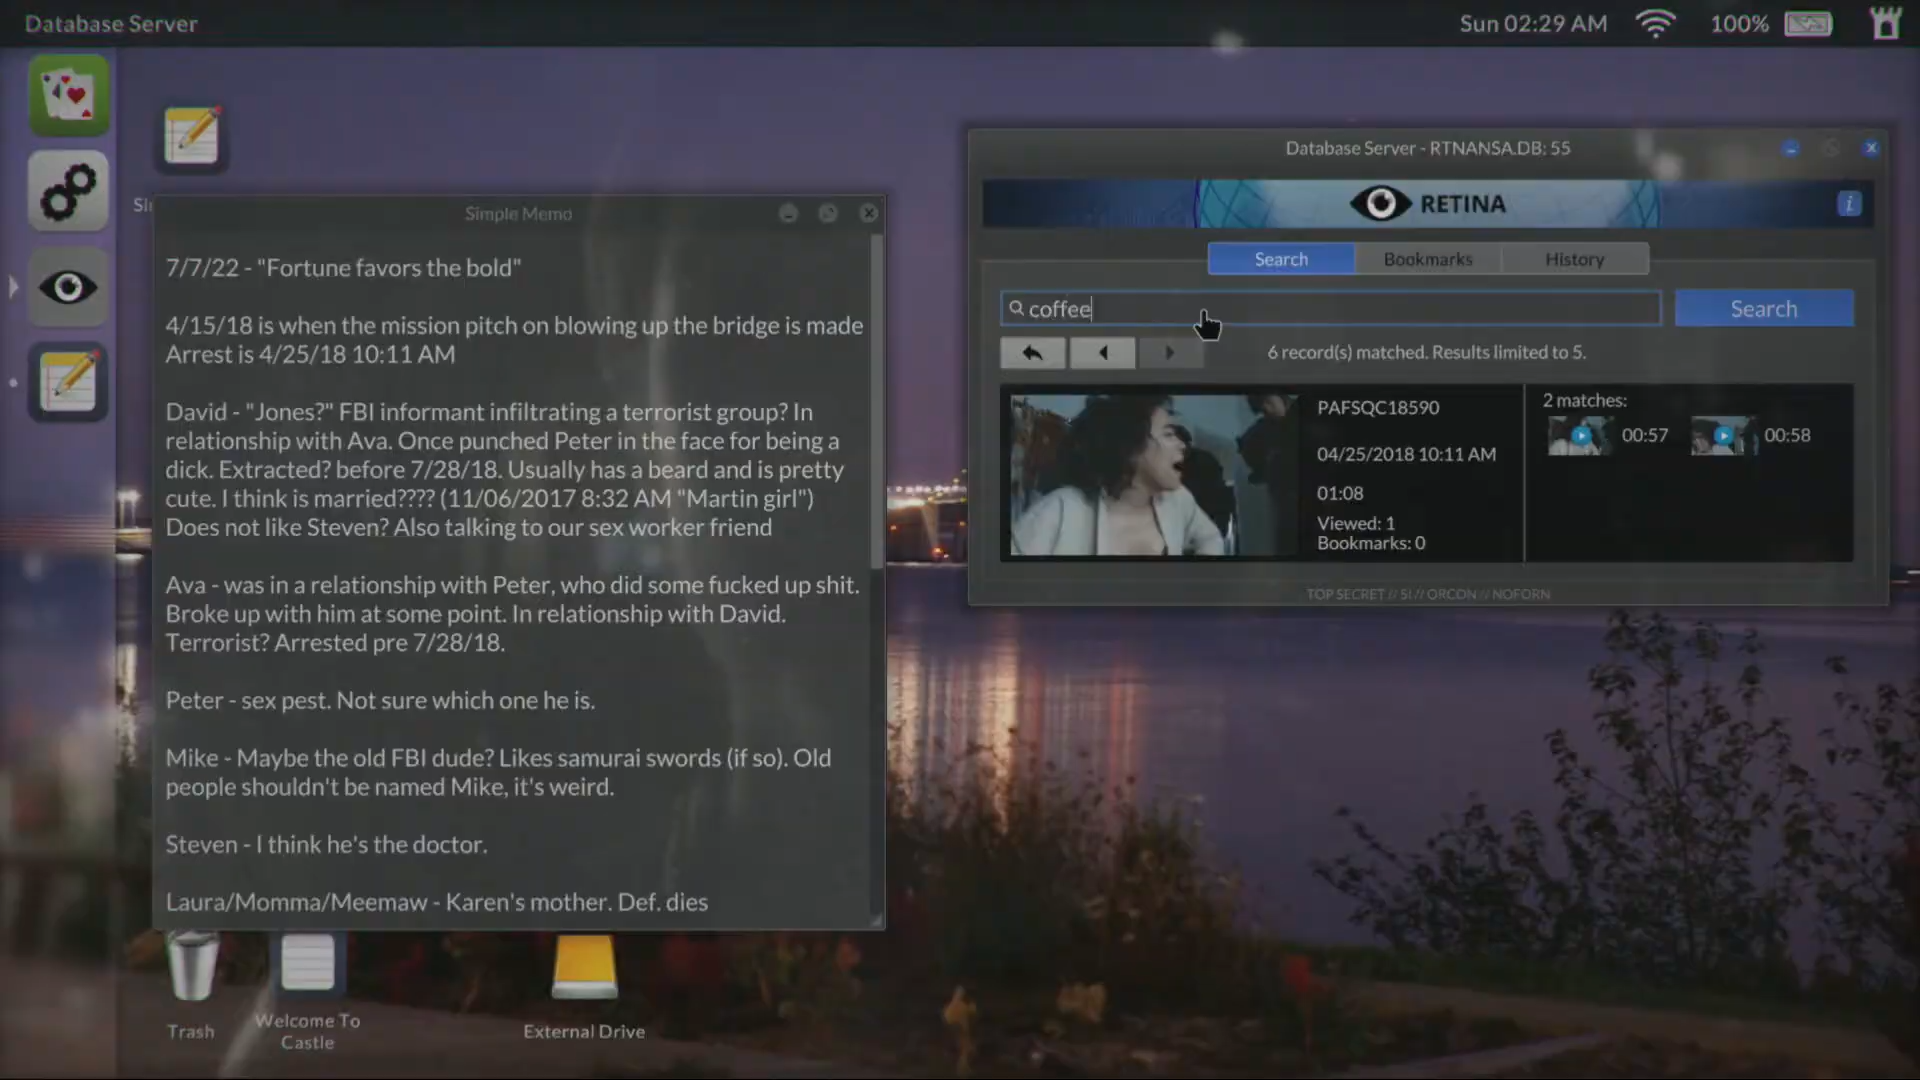 Database Server
Sun 02:29 AM
100%
Simple Memo
7/7/22 - "Fortune favors the bold"
4/15/18 is when the mission pitch on blowing up the bridge is made
Arrest is 4/25/18 10:11 AM
David - "Jones?" FBI informant infiltrating a terrorist group? In
relationship with Ava. Once punched Peter in the face for being a
dick. Extracted? before 7/28/18. Usually has a beard and is pretty
cute. I think is married???? (11/06/2017 8:32 AM "Martin girl")
Does not like Steven? Also talking to our sex worker friend
Ava - was in a relationship with Peter, who did some fucked up shit.
Broke up with him at some point. In relationship with David.
Terrorist? Arrested pre 7/28/18.
Peter - sex pest. Not sure which one he is.
Mike - Maybe the old FBI dude? Likes samurai swords (if so). Old
people shouldn't be named Mike, it's weird.
Steven - I think he's the doctor.
Laura/Momma/Meemaw - Karen's mother. Def. dies
Trash
Welcome To
Castle
External Drive
Database Server - RTNANSA.DB: 55
RETINA
i
Search
Bookmarks
History
coffee
Search
6 record(s) matched. Results limited to 5.
PAFSQC18590
04/25/2018 10:11 AM
01:08
Viewed: 1
Bookmarks: 0
2 matches:
00:57
00:58
TOP SECRET // SI // ORCON // NOFORN